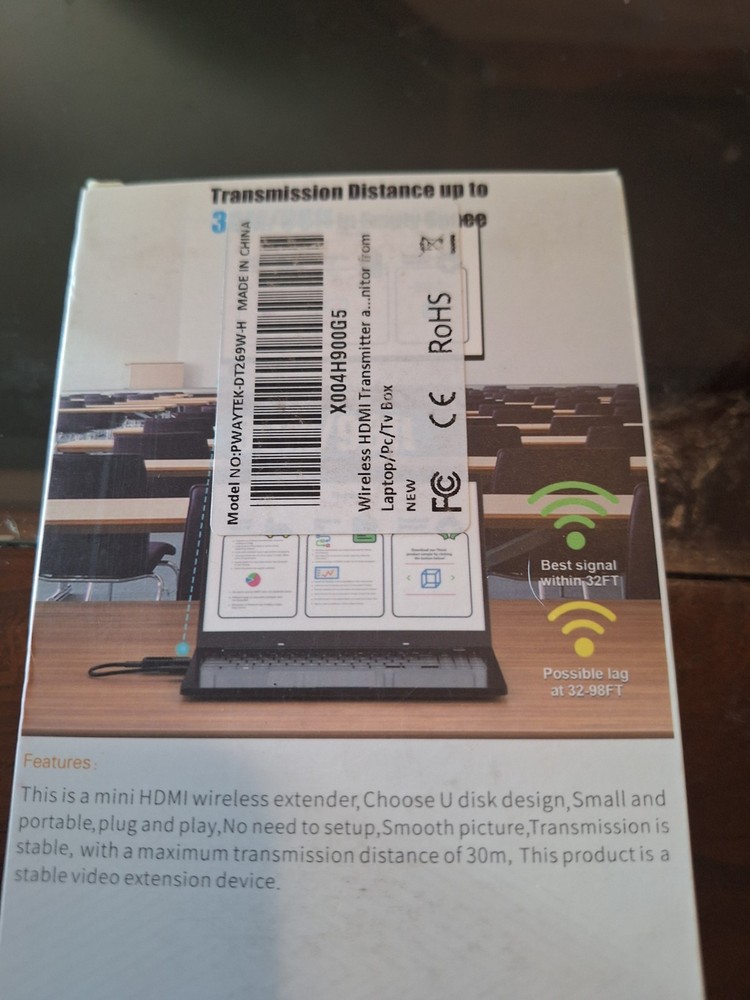 Transmission Distance up to
3
Model NO:PWAYTEK-DT269W-H MADE IN CHINA
X004H900G5
Wireless HDMI Transmitter a...nitor from
Laptop/Pc/Tv Box
NEW
FC CE RoHS
Best signal
within 32FT
Possible lag
at 32-98FT
Features:
This is a mini HDMI wireless extender,Choose U disk design,Small and
portable,plug and play,No need to setup,Smooth picture,Transmission is
stable, with a maximum transmission distance of 30m, This product is a
stable video extension device.